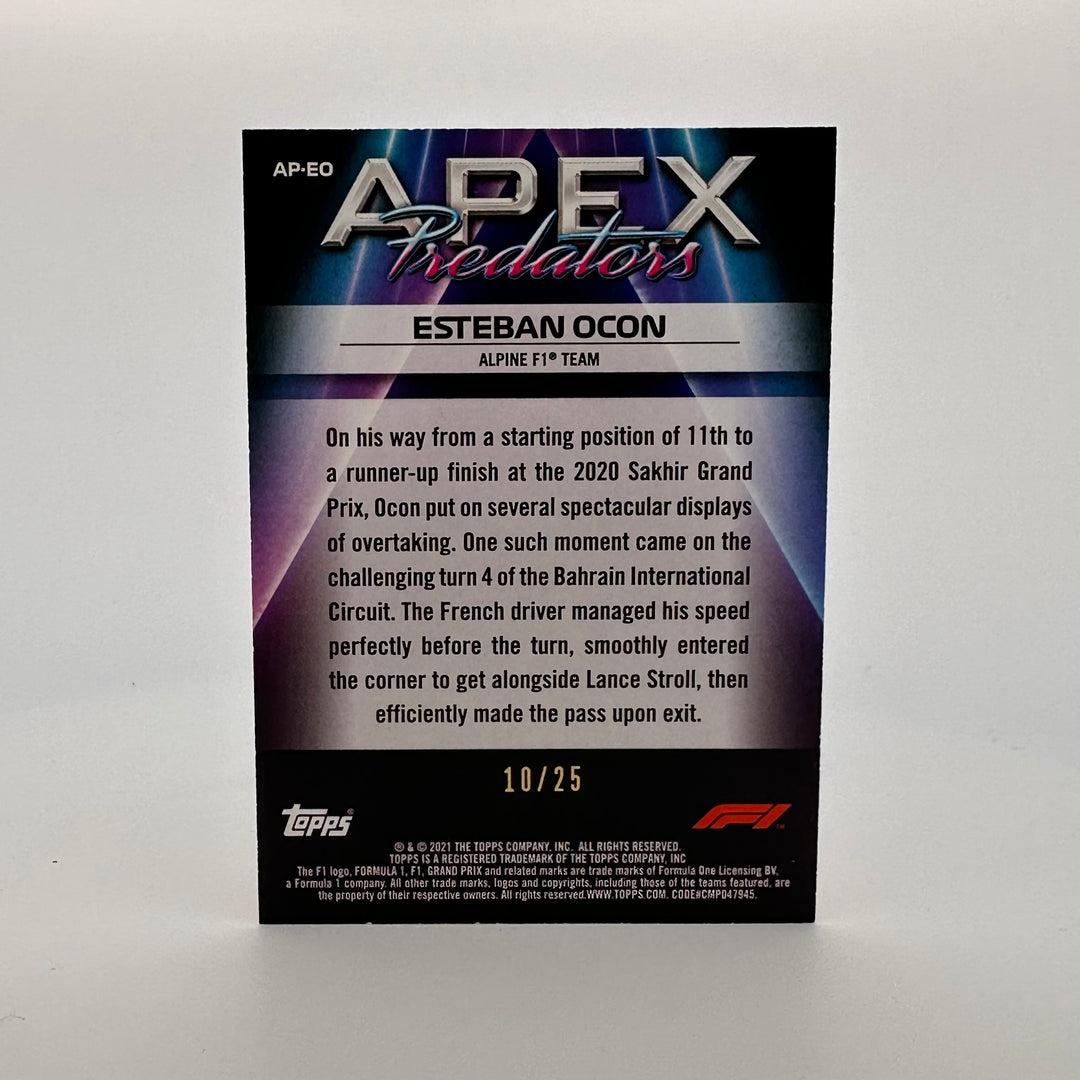 AP-EO
APEX
Predators
ESTEBAN OCON
ALPINE F1® TEAM
On his way from a starting position of 11th to
a runner-up finish at the 2020 Sakhir Grand
Prix, Ocon put on several spectacular displays
of overtaking. One such moment came on the
challenging turn 4 of the Bahrain International
Circuit. The French driver managed his speed
perfectly before the turn, smoothly entered
the corner to get alongside Lance Stroll, then
efficiently made the pass upon exit.
10/25
Topps®
F1™
® & © 2021 THE TOPPS COMPANY, INC. ALL RIGHTS RESERVED.
TOPPS IS A REGISTERED TRADEMARK OF THE TOPPS COMPANY, INC
The F1 logo, FORMULA 1, F1, GRAND PRIX and related marks are trade marks of Formula One Licensing BV,
a Formula 1 company. All other trade marks, logos and copyrights, including those of the teams featured, are
the property of their respective owners. All rights reserved.WWW.TOPPS.COM. CODE#CMP047945.